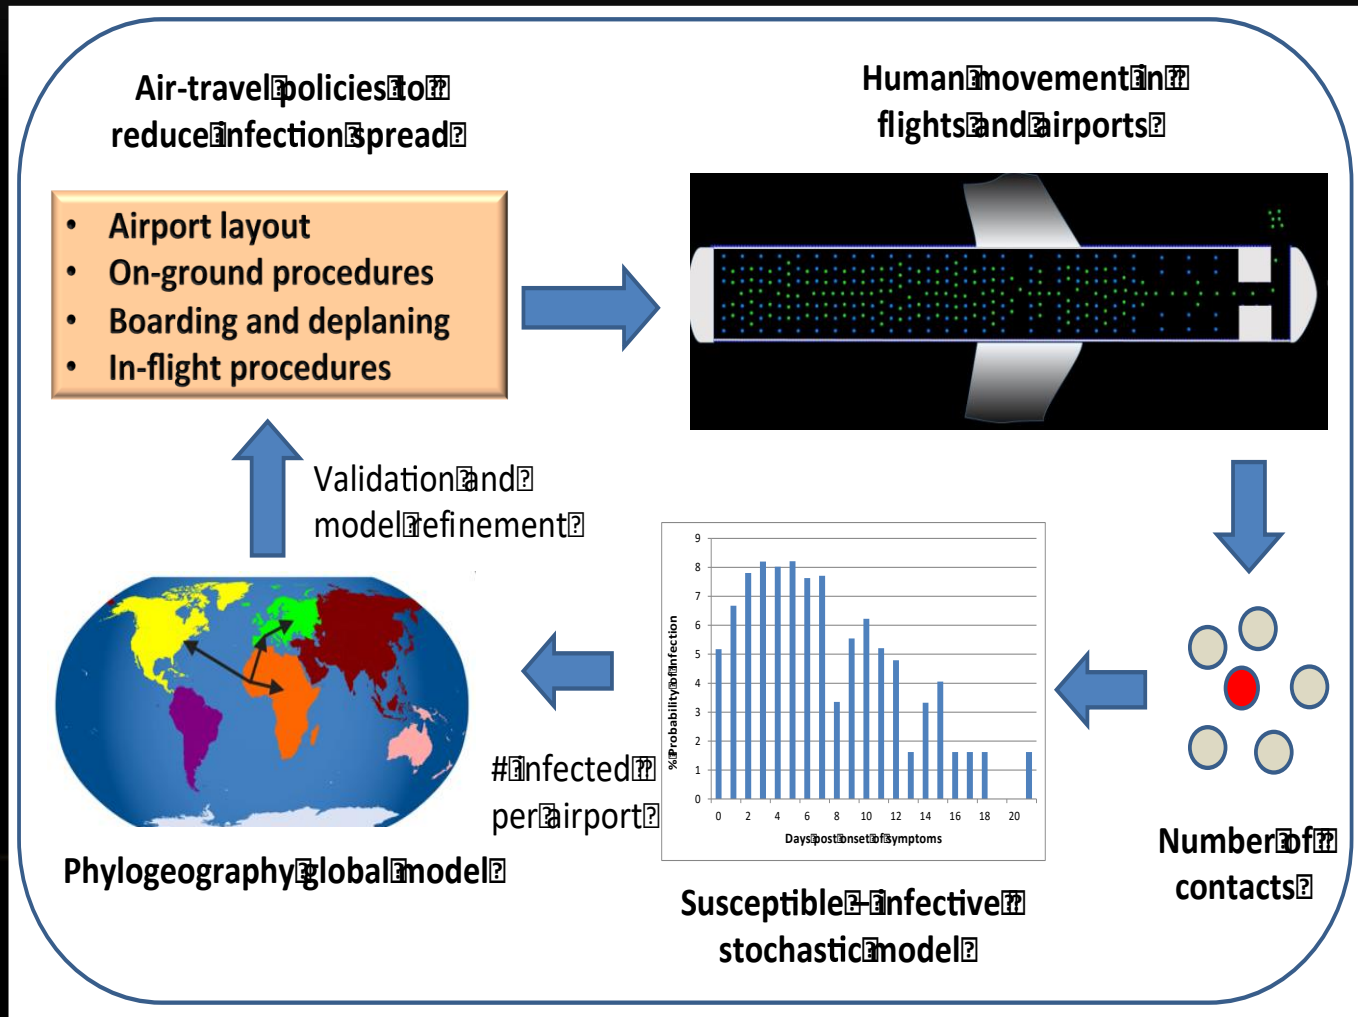 Air-travel policies to
reduce infection spread
Human movement in
flights and airports
• Airport layout
• On-ground procedures
• Boarding and deplaning
• In-flight procedures
Validation and
model refinement
9
8
7
6
5
4
3
2
1
0
% Probability of Infection
0 2 4 6 8 10 12 14 16 18 20
Days post onset of symptoms
# infected
per airport
Phylogeography global model
Susceptible – infective
stochastic model
Number of
contacts